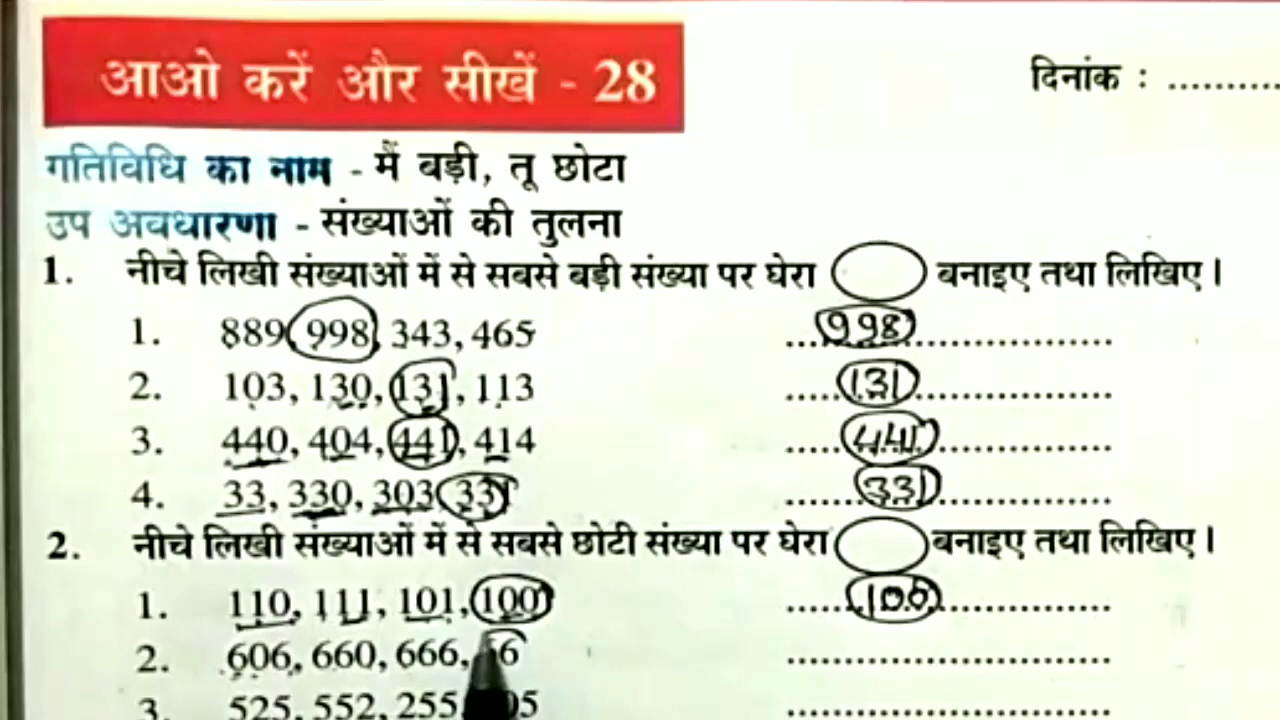 आओ करें और सीखें - 28
दिनांक : ...........
गतिविधि का नाम - मैं बड़ी, तू छोटा
उप अवधारणा - संख्याओं की तुलना
1. नीचे लिखी संख्याओं में से सबसे बड़ी संख्या पर घेरा बनाइए तथा लिखिए।
1. 889, 998, 343, 465 998
2. 103, 130, 131, 113 131
3. 440, 404, 441, 414 441
4. 33, 330, 303, 331 331
2. नीचे लिखी संख्याओं में से सबसे छोटी संख्या पर घेरा बनाइए तथा लिखिए।
1. 110, 111, 101, 100 100
2. 606, 660, 666,
3. 525, 552, 255